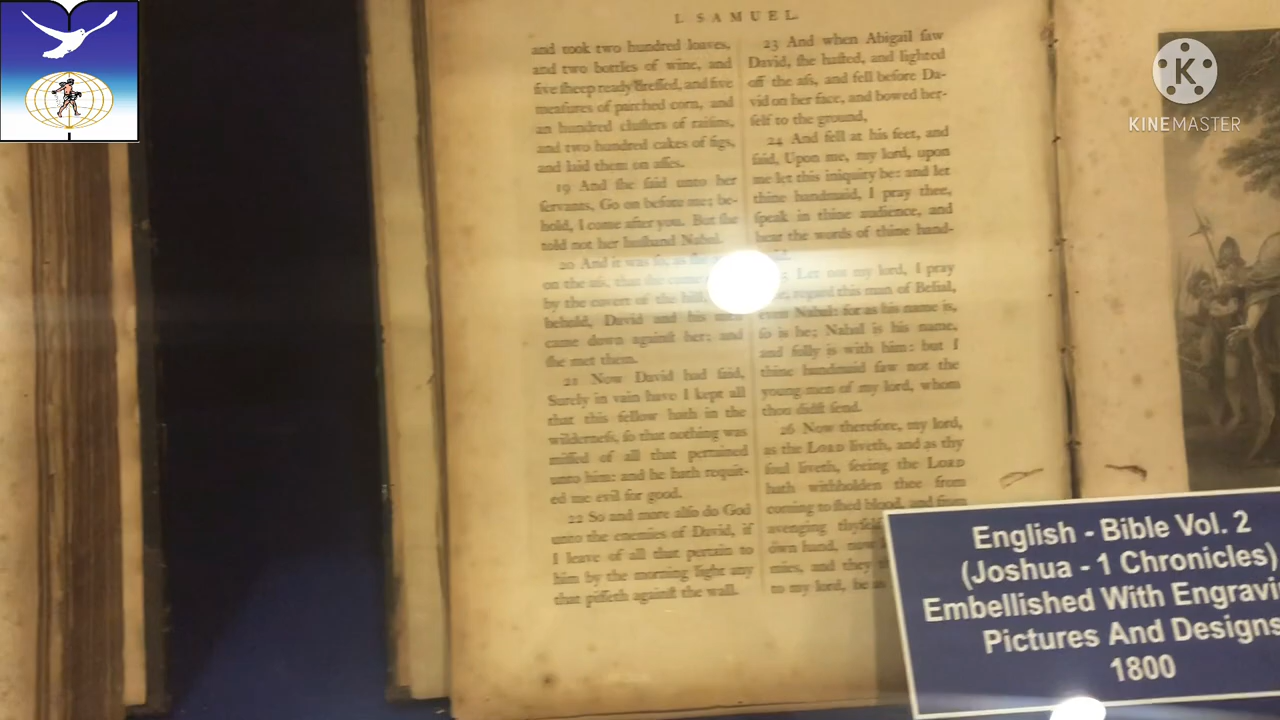 KINEMASTER
I. SAMUEL.
and took two hundred loaves,
and two bottles of wine, and
five ſheep ready dreſſed, and five
meaſures of parched corn, and
an hundred cluſters of raiſins,
and two hundred cakes of figs,
and laid them on aſſes.
19 And ſhe ſaid unto her
ſervants, Go on before me; be-
hold, I come after you. But ſhe
told not her huſband Nabal.
20 And it was ſo, as ſhe
on the aſs, that ſhe came
by the covert of the hill,
behold, David and his
came down againſt her; and
ſhe met them.
21 Now David had ſaid,
Surely in vain have I kept all
that this fellow hath in the
wilderneſs, ſo that nothing was
miſſed of all that pertained
unto him: and he hath requit-
ed me evil for good.
22 So and more alſo do God
unto the enemies of David, if
I leave of all that pertain to
him by the morning light any
that piſſeth againſt the wall.
23 And when Abigail ſaw
David, ſhe haſted, and lighted
off the aſs, and fell before Da-
vid on her face, and bowed her-
ſelf to the ground,
24 And fell at his feet, and
ſaid, Upon me, my lord, upon
me let this iniquity be: and let
thine handmaid, I pray thee,
ſpeak in thine audience, and
hear the words of thine hand-
Let not my lord, I pray
regard this man of Belial,
even Nabal: for as his name is,
ſo is he; Nabal is his name,
and folly is with him: but I
thine handmaid ſaw not the
young men of my lord, whom
thou didſt ſend.
26 Now therefore, my lord,
as the LORD liveth, and as thy
ſoul liveth, ſeeing the LORD
hath withholden thee from
coming to ſhed blood, and from
avenging thyſelf
own hand, now
mies, and they
to my lord, be as
English - Bible Vol. 2
(Joshua - 1 Chronicles)
Embellished With Engravi
Pictures And Designs
1800